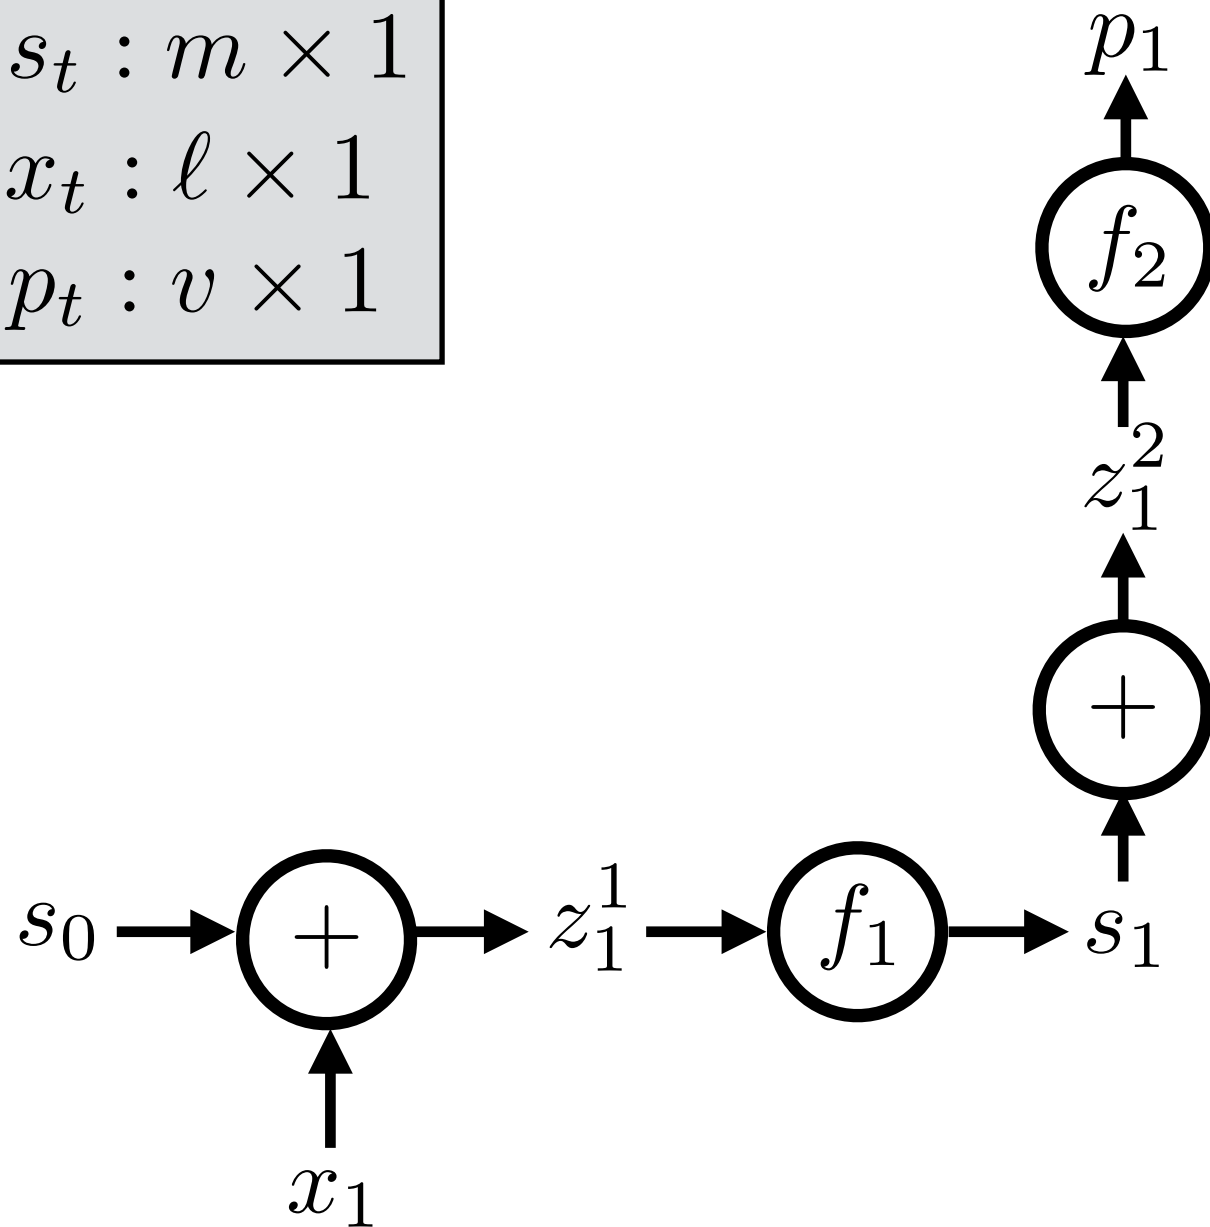 s_t : m × 1
x_t : ℓ × 1
p_t : v × 1
p_1
f_2
z_1^2
+
s_0
+
z_1^1
f_1
s_1
x_1